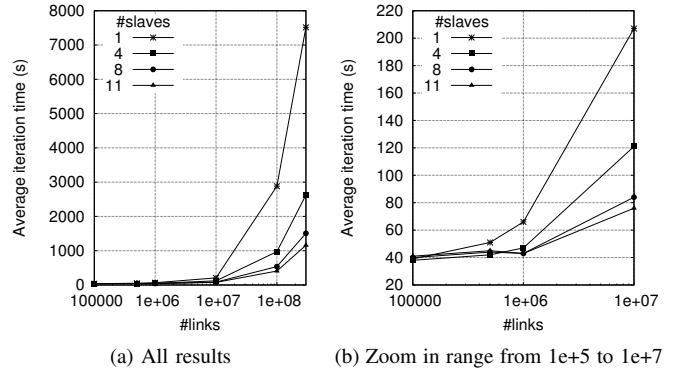 #slaves
1
4
8
11
Average iteration time (s)
8000
7000
6000
5000
4000
3000
2000
1000
0
100000 1e+06 1e+07 1e+08
#links
(a) All results
#slaves
1
4
8
11
Average iteration time (s)
220
200
180
160
140
120
100
80
60
40
20
100000 1e+06 1e+07
#links
(b) Zoom in range from 1e+5 to 1e+7